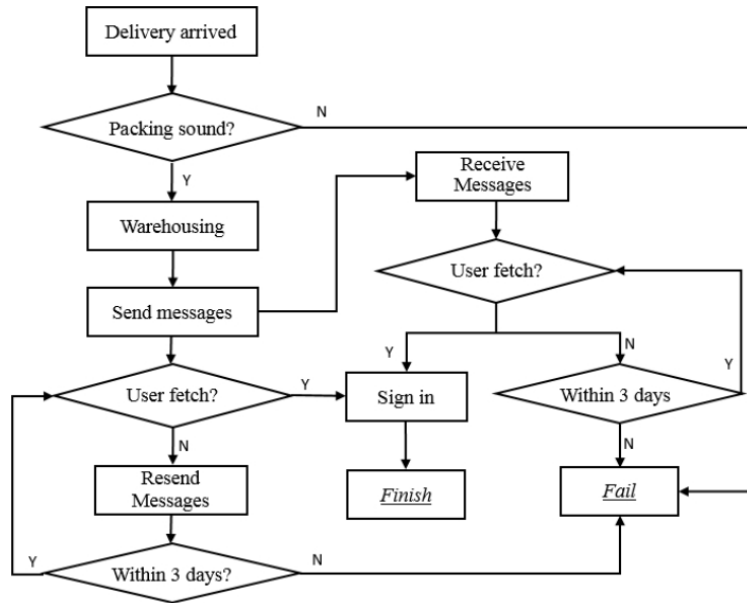 Delivery arrived
N
Packing sound?
Receive
Messages
Y
Warehousing
User fetch?
Send messages
Y
N
Y
User fetch?
Y
Sign in
Within 3 days
N
N
Resend
Messages
Finish
Fail
Y
Within 3 days?
N